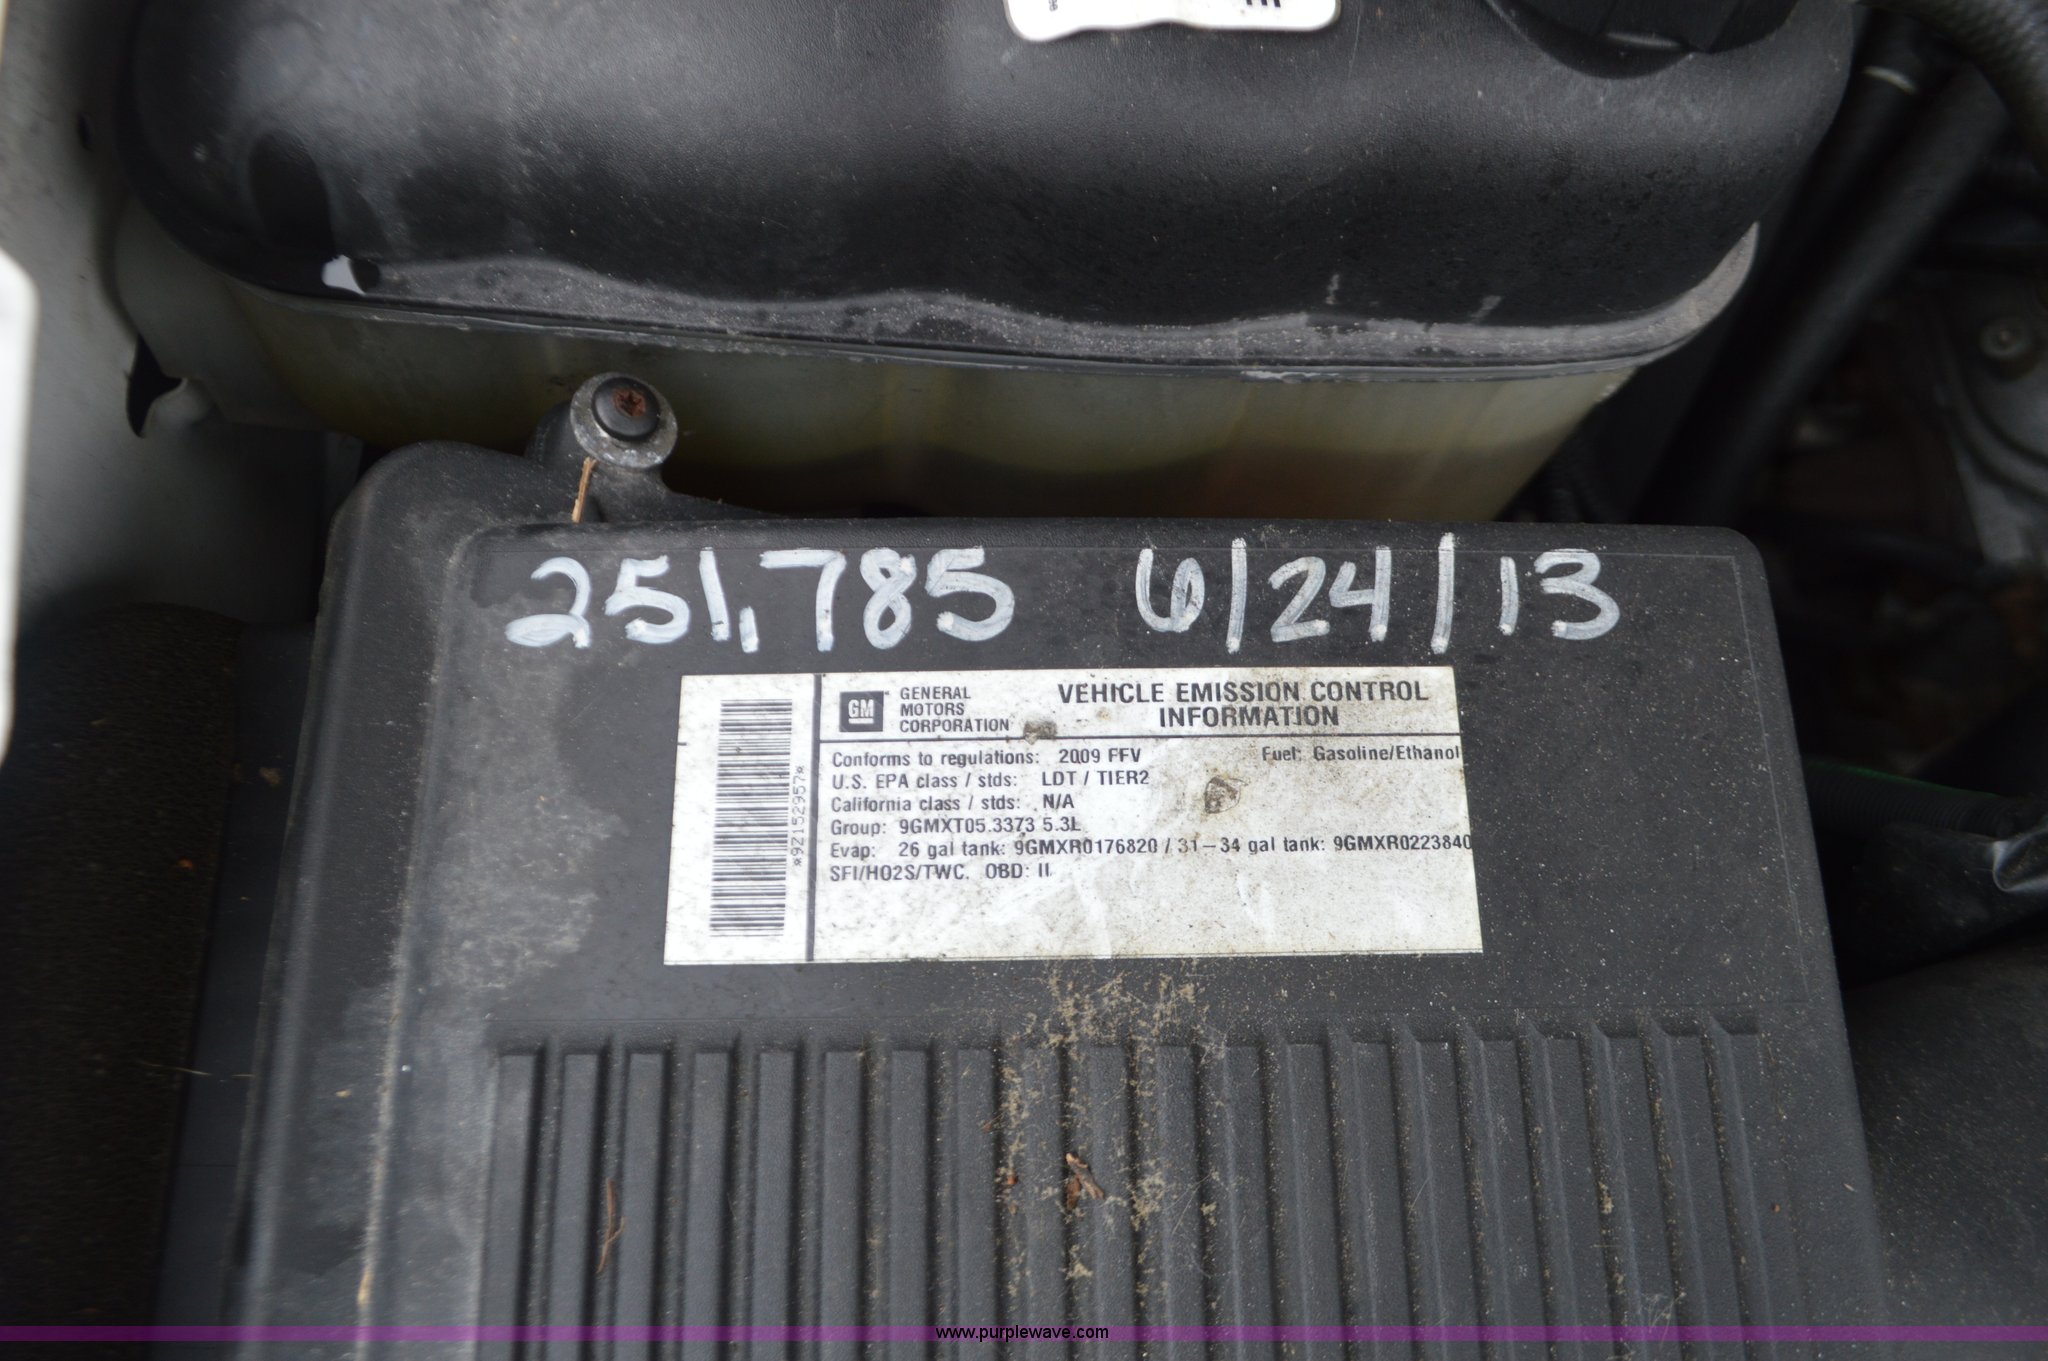 251,785 6/24/13
GM GENERAL MOTORS CORPORATION
VEHICLE EMISSION CONTROL
INFORMATION
Conforms to regulations: 2009 FFV Fuel: Gasoline/Ethanol
U.S. EPA class / stds: LDT / TIER2
California class / stds: N/A
Group: 9GMXT05.3373 5.3L
Evap: 26 gal tank: 9GMXR0176820 / 31-34 gal tank: 9GMXR0223840
SFI/HO2S/TWC. OBD: II
*9Z152957*
www.purplewave.com